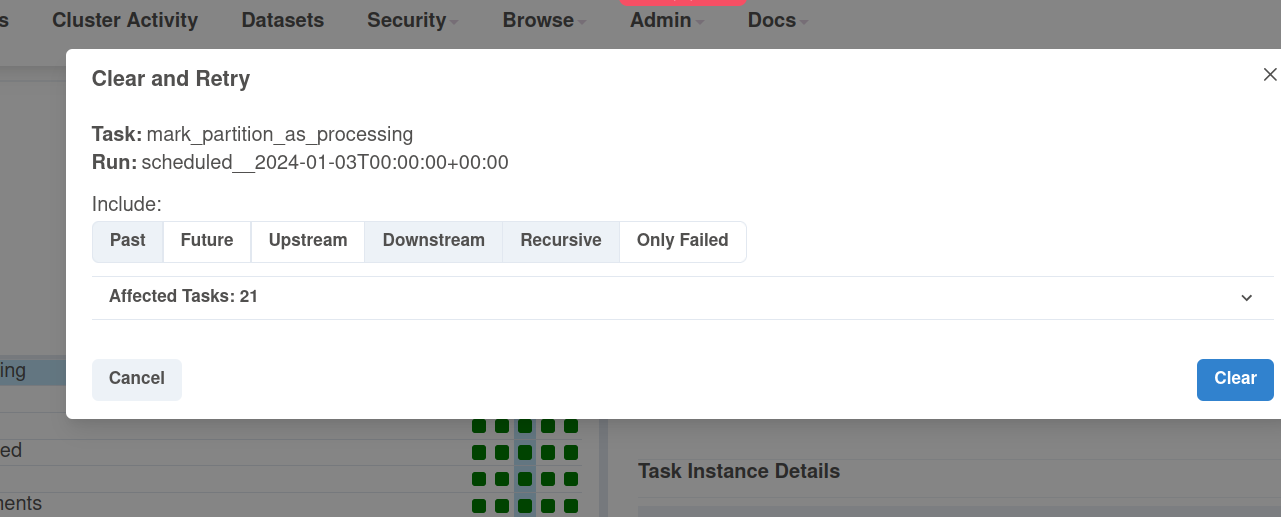 s Cluster Activity Datasets Security Browse Admin Docs
Clear and Retry
Task: mark_partition_as_processing
Run: scheduled__2024-01-03T00:00:00+00:00
Include:
Past Future Upstream Downstream Recursive Only Failed
Affected Tasks: 21
ing
Cancel Clear
ed
Task Instance Details
nents